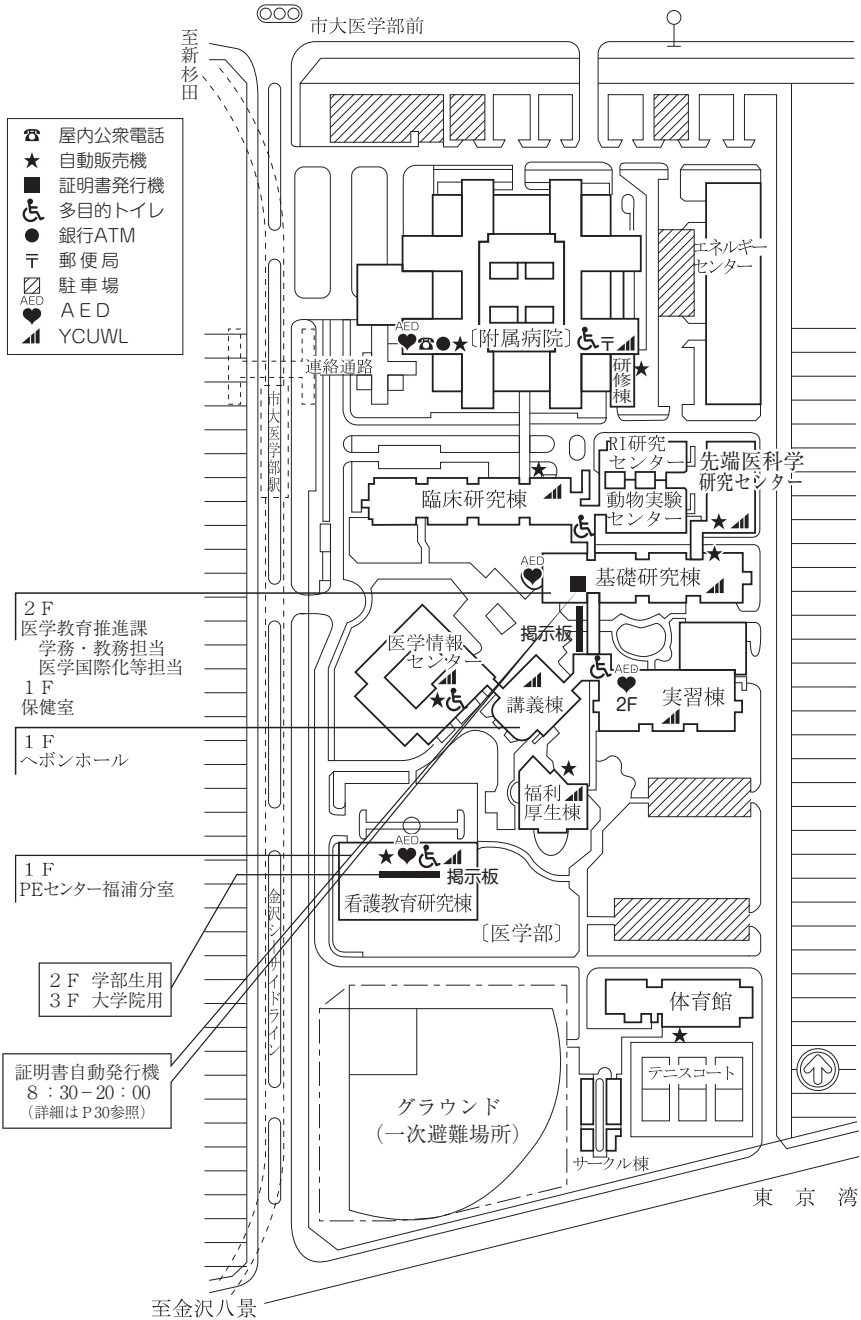 市大医学部前
至新杉田
屋内公衆電話
自動販売機
証明書発行機
多目的トイレ
銀行ATM
郵便局
駐車場
AED
AED
YCUWL
エネルギー
センター
AED
〔附属病院〕
〒
研修棟
連絡通路
市大医学部駅
RI研究
センター
動物実験
センター
先端医科学
研究センター
臨床研究棟
AED
基礎研究棟
掲示板
2F
医学教育推進課
学務・教務担当
医学国際化等担当
1F
保健室
医学情報
センター
講義棟
AED
2F
実習棟
1F
ヘボンホール
福利
厚生棟
1F
PEセンター福浦分室
AED
掲示板
看護教育研究棟
〔医学部〕
金沢シーサイドライン
2F 学部生用
3F 大学院用
体育館
証明書自動発行機
8：30−20：00
（詳細はP30参照）
テニスコート
グラウンド
（一次避難場所）
サークル棟
東京湾
至金沢八景